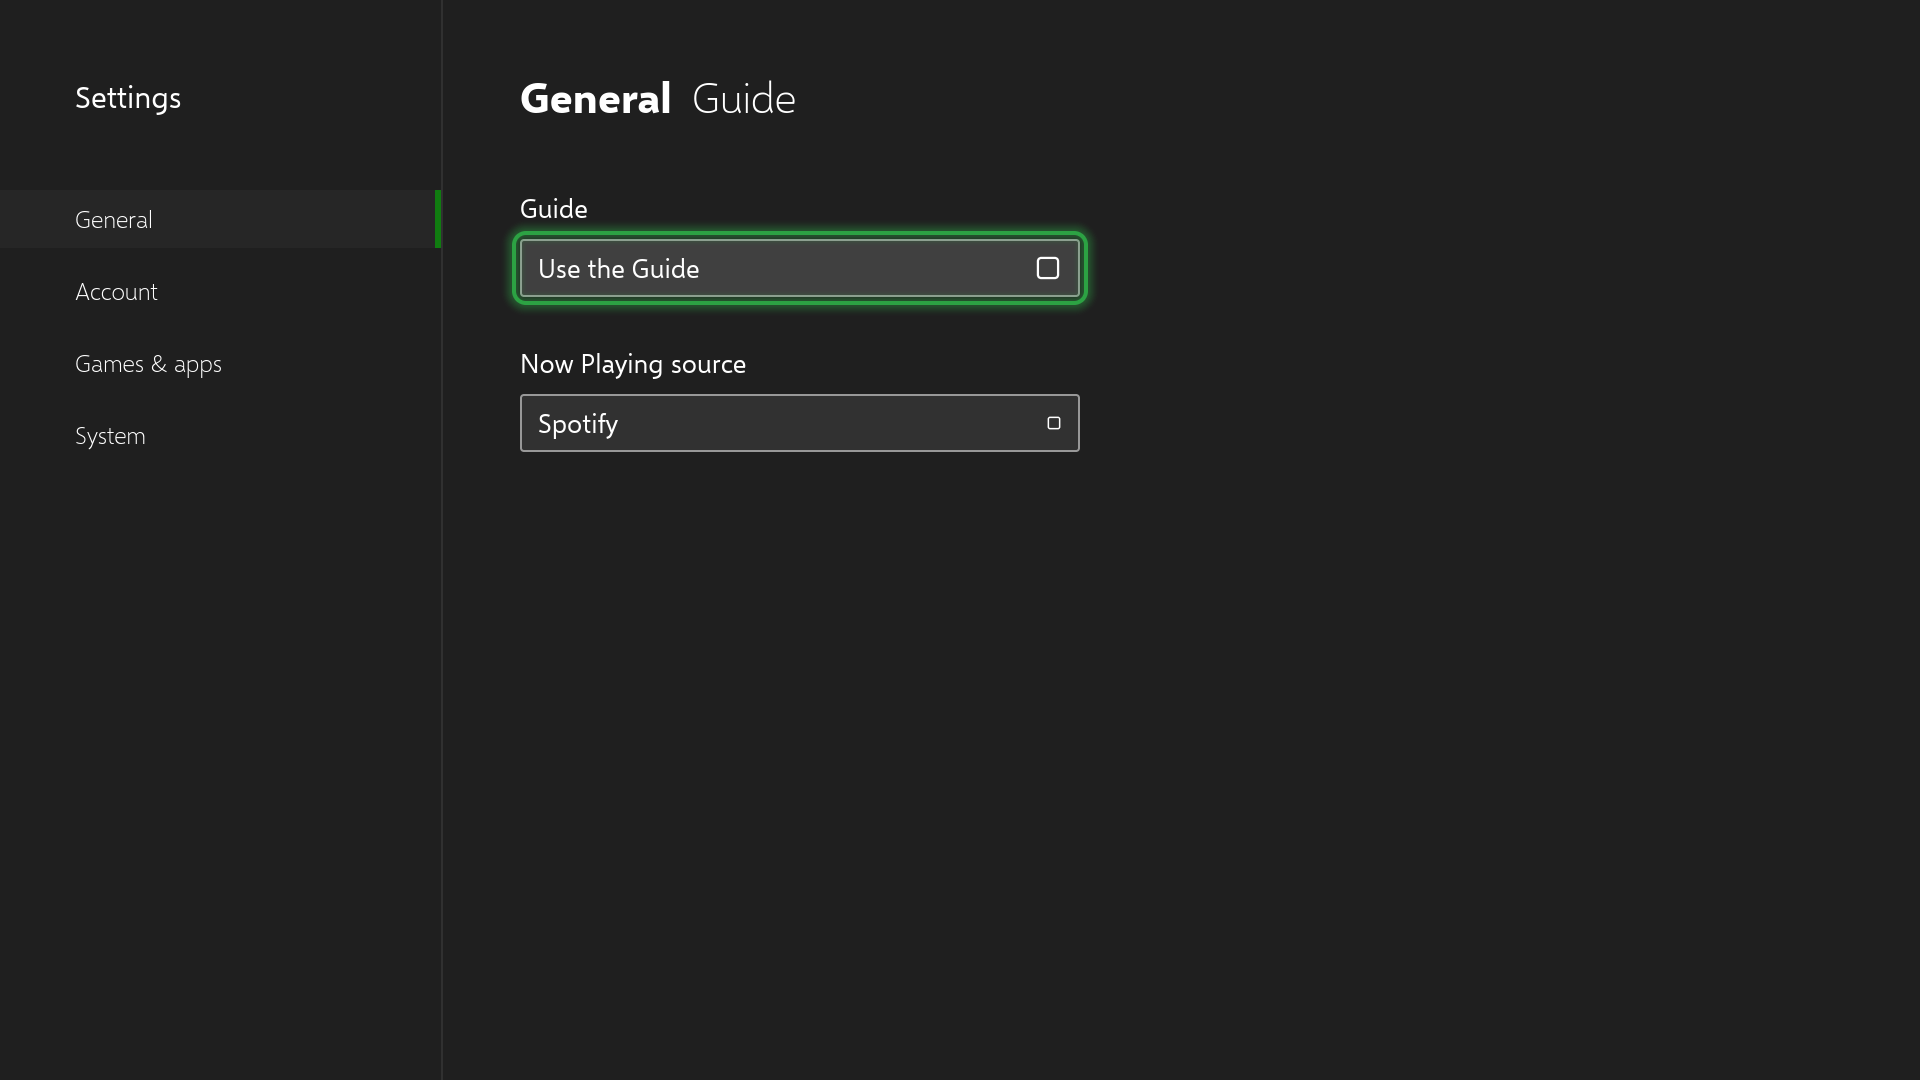 Settings
General
Account
Games & apps
System
General Guide
Guide
Use the Guide
Now Playing source
Spotify